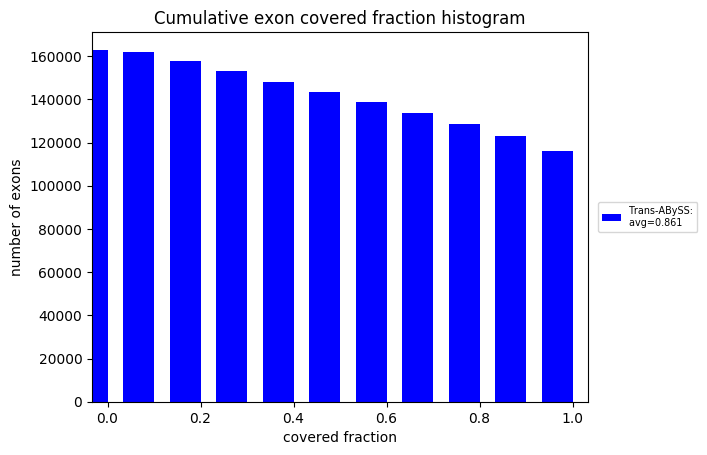 Cumulative exon covered fraction histogram
number of exons
160000
140000
120000
100000
80000
60000
40000
20000
0
0.0 0.2 0.4 0.6 0.8 1.0
covered fraction
Trans-ABySS:
avg=0.861